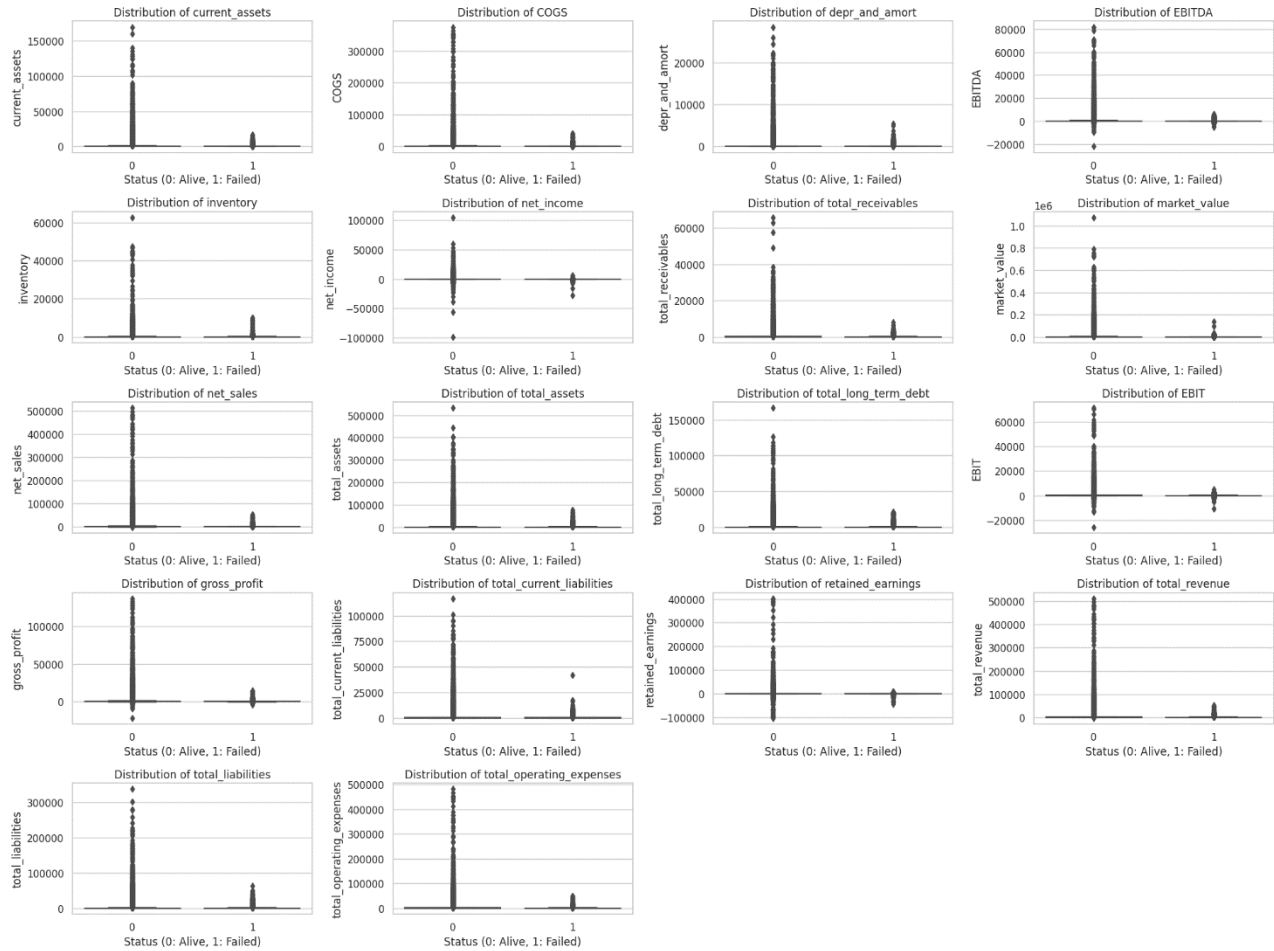 Distribution of current_assets
150000
100000
50000
0
current_assets
0
1
Status (0: Alive, 1: Failed)
Distribution of COGS
300000
200000
100000
0
COGS
0
1
Status (0: Alive, 1: Failed)
Distribution of depr_and_amort
20000
10000
0
depr_and_amort
0
1
Status (0: Alive, 1: Failed)
Distribution of EBITDA
80000
60000
40000
20000
0
−20000
EBITDA
0
1
Status (0: Alive, 1: Failed)
Distribution of inventory
60000
40000
20000
0
inventory
0
1
Status (0: Alive, 1: Failed)
Distribution of net_income
100000
50000
0
−50000
−100000
net_income
0
1
Status (0: Alive, 1: Failed)
Distribution of total_receivables
60000
40000
20000
0
total_receivables
0
1
Status (0: Alive, 1: Failed)
1e6
Distribution of market_value
1.0
0.8
0.6
0.4
0.2
0.0
market_value
0
1
Status (0: Alive, 1: Failed)
Distribution of net_sales
500000
400000
300000
200000
100000
0
net_sales
0
1
Status (0: Alive, 1: Failed)
Distribution of total_assets
500000
400000
300000
200000
100000
0
total_assets
0
1
Status (0: Alive, 1: Failed)
Distribution of total_long_term_debt
150000
100000
50000
0
total_long_term_debt
0
1
Status (0: Alive, 1: Failed)
Distribution of EBIT
60000
40000
20000
0
−20000
EBIT
0
1
Status (0: Alive, 1: Failed)
Distribution of gross_profit
100000
50000
0
gross_profit
0
1
Status (0: Alive, 1: Failed)
Distribution of total_current_liabilities
100000
75000
50000
25000
0
total_current_liabilities
0
1
Status (0: Alive, 1: Failed)
Distribution of retained_earnings
400000
300000
200000
100000
0
−100000
retained_earnings
0
1
Status (0: Alive, 1: Failed)
Distribution of total_revenue
500000
400000
300000
200000
100000
0
total_revenue
0
1
Status (0: Alive, 1: Failed)
Distribution of total_liabilities
300000
200000
100000
0
total_liabilities
0
1
Status (0: Alive, 1: Failed)
Distribution of total_operating_expenses
500000
400000
300000
200000
100000
0
total_operating_expenses
0
1
Status (0: Alive, 1: Failed)